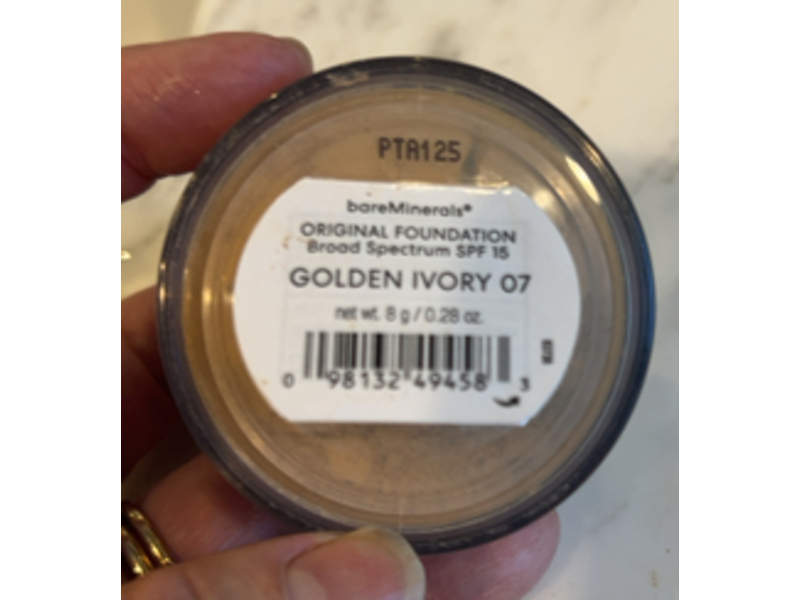 PTA125
bareMinerals®
ORIGINAL FOUNDATION
Broad Spectrum SPF 15
GOLDEN IVORY 07
net wt. 8 g / 0.28 oz.
0 98132 49458 3